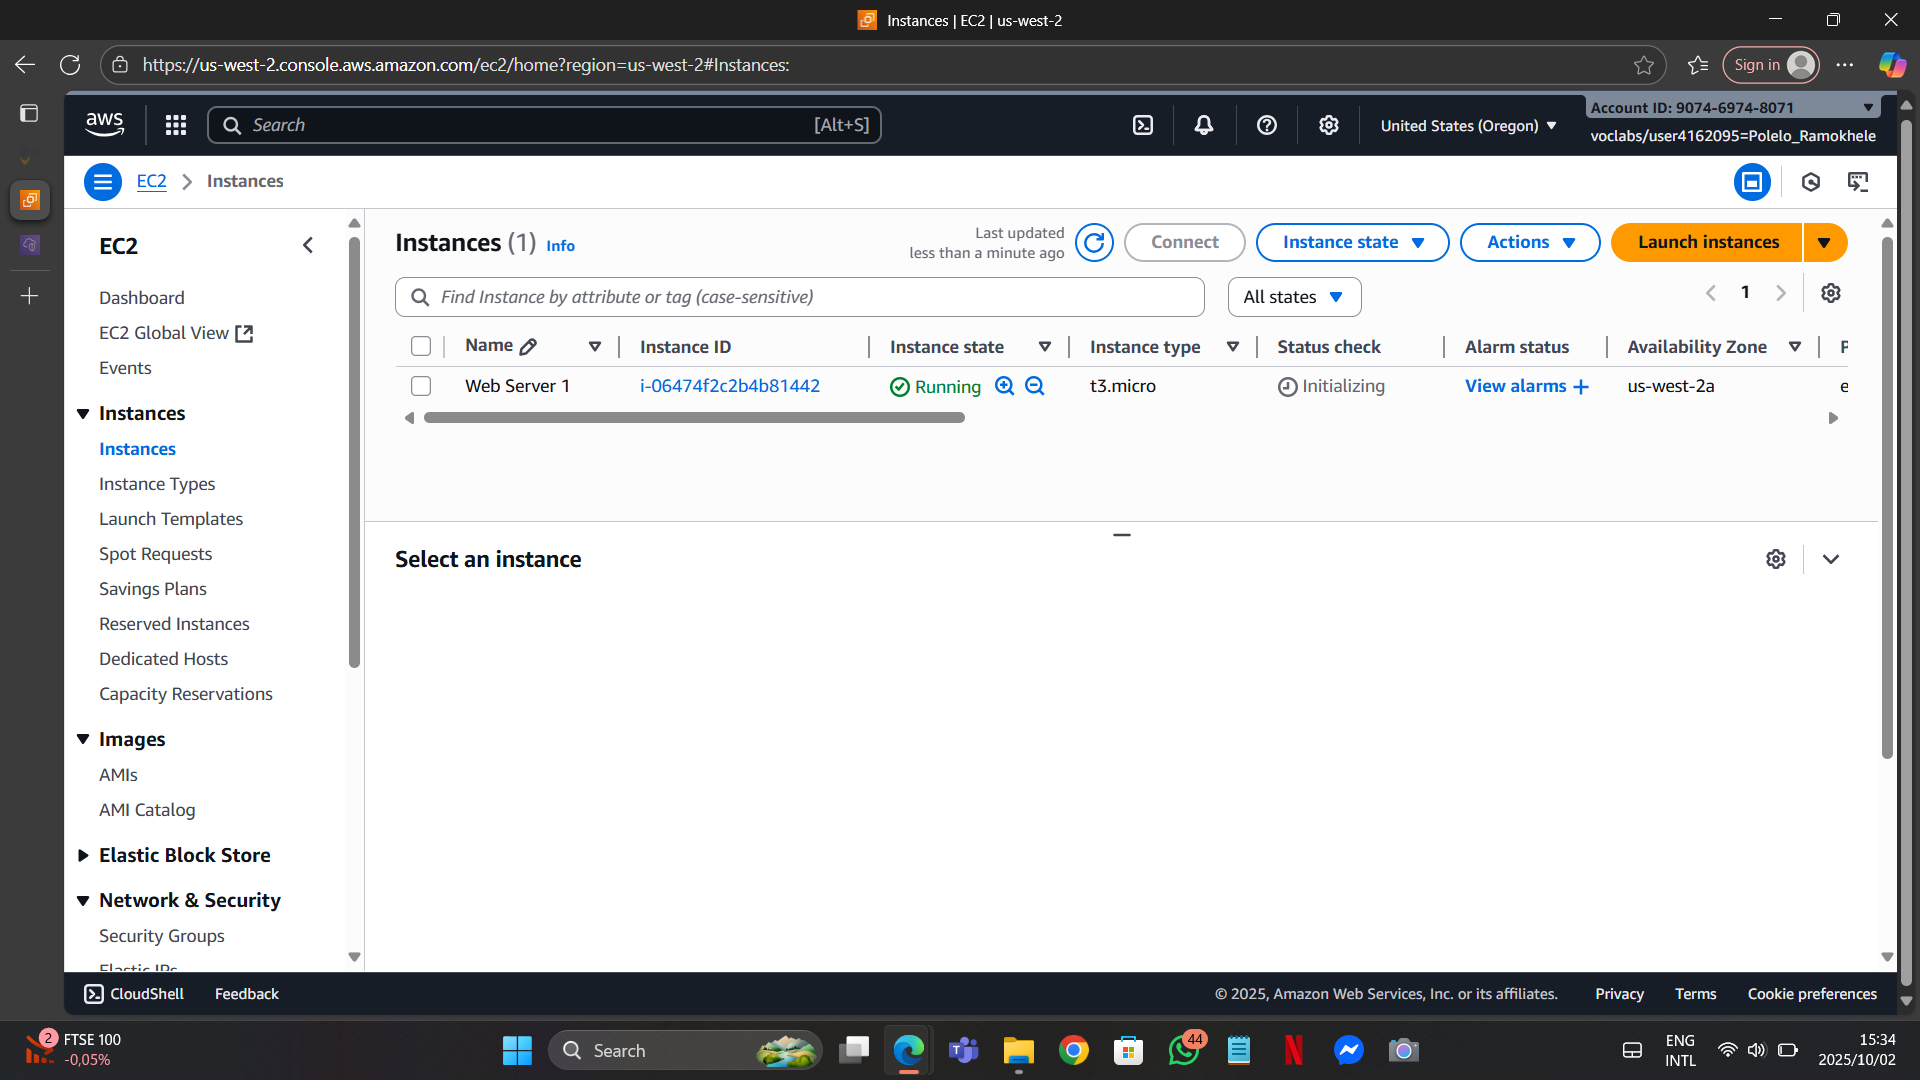 Instances | EC2 | us-west-2
https://us-west-2.console.aws.amazon.com/ec2/home?region=us-west-2#Instances:
Sign in
aws
Search
[Alt+S]
United States (Oregon)
Account ID: 9074-6974-8071
voclabs/user4162095=Polelo_Ramokhele
EC2
Instances
EC2
Dashboard
EC2 Global View
Events
Instances
Instances
Instance Types
Launch Templates
Spot Requests
Savings Plans
Reserved Instances
Dedicated Hosts
Capacity Reservations
Images
AMIs
AMI Catalog
Elastic Block Store
Network & Security
Security Groups
Elastic IPs
Instances (1) Info
Last updated
less than a minute ago
Connect
Instance state
Actions
Launch instances
Find Instance by attribute or tag (case-sensitive)
All states
1
Name
Instance ID
Instance state
Instance type
Status check
Alarm status
Availability Zone
Web Server 1
i-06474f2c2b4b81442
Running
t3.micro
Initializing
View alarms +
us-west-2a
Select an instance
CloudShell
Feedback
© 2025, Amazon Web Services, Inc. or its affiliates.
Privacy
Terms
Cookie preferences
2
FTSE 100
-0,05%
Search
44
ENG
INTL
15:34
2025/10/02